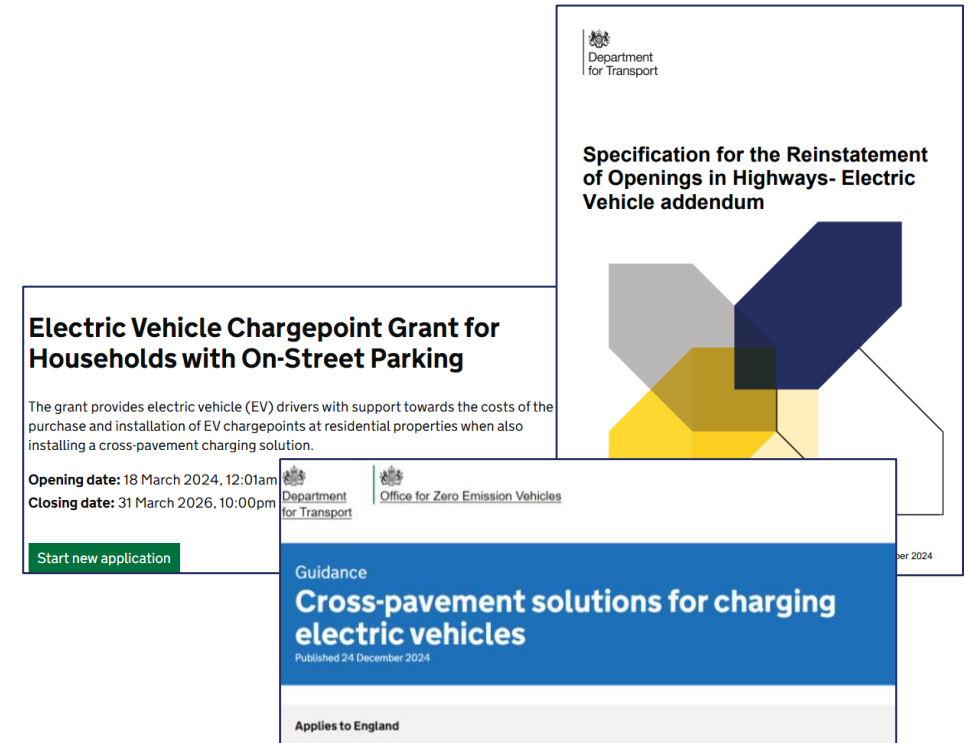 Department
for Transport
Specification for the Reinstatement
of Openings in Highways- Electric
Vehicle addendum
2024
Electric Vehicle Chargepoint Grant for
Households with On-Street Parking
The grant provides electric vehicle (EV) drivers with support towards the costs of the
purchase and installation of EV chargepoints at residential properties when also
installing a cross-pavement charging solution.
Opening date: 18 March 2024, 12:01am
Closing date: 31 March 2026, 10:00pm
Start new application
Department
for Transport
Office for Zero Emission Vehicles
Guidance
Cross-pavement solutions for charging
electric vehicles
Published 24 December 2024
Applies to England